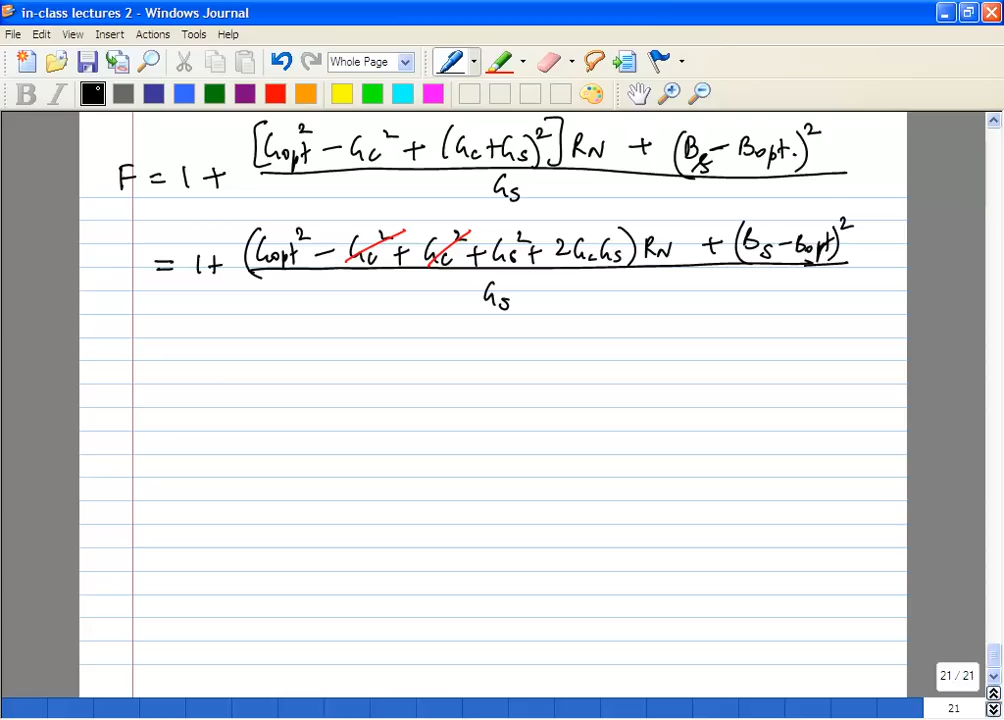 in-class lectures 2 - Windows Journal
File Edit View Insert Actions Tools Help
Whole Page
B I
F = 1 + [Gopt² - Gc² + (Gc+Gs)²] RN + (Bs - Bopt.)²
Gs
= 1 + (Gopt² - Gc² + Gc² + Gs² + 2GcGs) RN + (Bs - Bopt)²
Gs
21 / 21
21